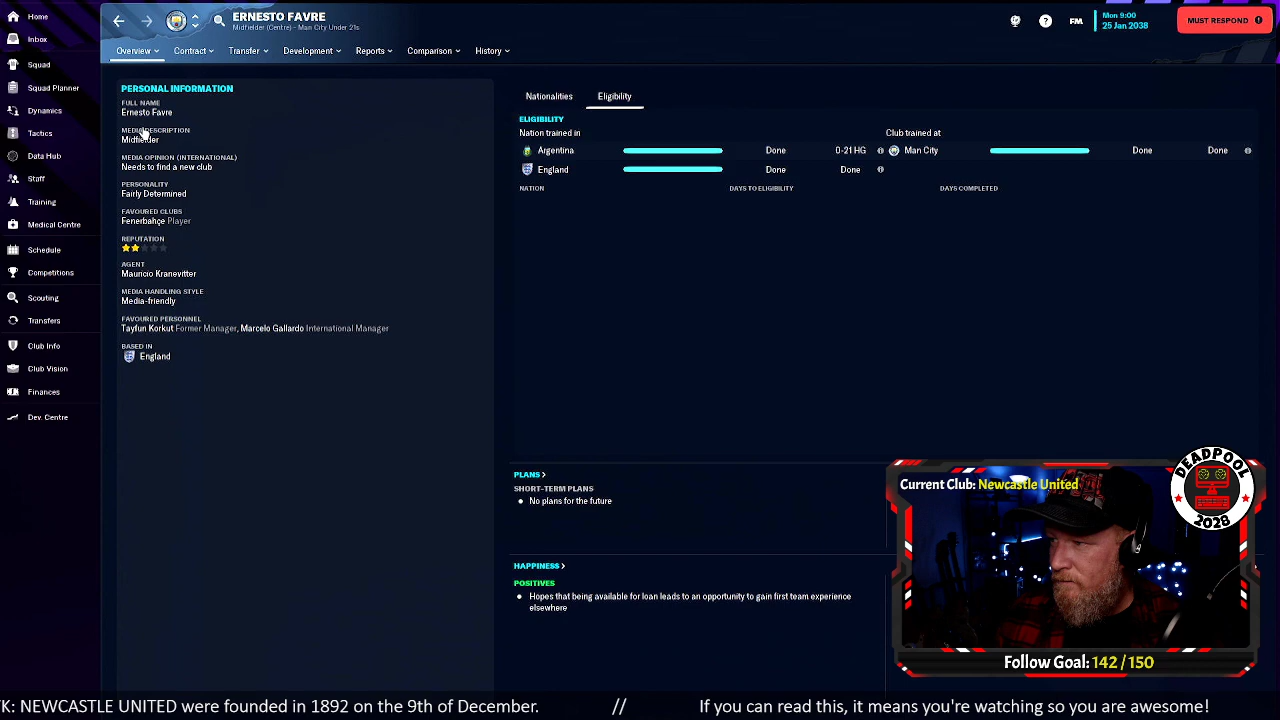 Home
Inbox
Squad
Squad Planner
Dynamics
Tactics
Data Hub
Staff
Training
Medical Centre
Schedule
Competitions
Scouting
Transfers
Club Info
Club Vision
Finances
Dev. Centre
ERNESTO FAVRE
Midfielder (Centre) - Man City Under 21s
FM
Mon 9:00
25 Jan 2038
MUST RESPOND
Overview
Contract
Transfer
Development
Reports
Comparison
History
PERSONAL INFORMATION
FULL NAME
Ernesto Favre
MEDIA DESCRIPTION
Midfielder
MEDIA OPINION (INTERNATIONAL)
Needs to find a new club
PERSONALITY
Fairly Determined
FAVOURED CLUBS
Fenerbahçe Player
REPUTATION
AGENT
Mauricio Kranevitter
MEDIA HANDLING STYLE
Media-friendly
FAVOURED PERSONNEL
Tayfun Korkut Former Manager, Marcelo Gallardo International Manager
BASED IN
England
Nationalities Eligibility
ELIGIBILITY
Nation trained in Club trained at
Argentina Done 0-21 HG Man City Done Done
England Done Done
NATION DAYS TO ELIGIBILITY DAYS COMPLETED
PLANS >
SHORT-TERM PLANS
No plans for the future
HAPPINESS >
POSITIVES
Hopes that being available for loan leads to an opportunity to gain first team experience
elsewhere
Current Club: Newcastle United
DEADPOOL
2028
Follow Goal: 142 / 150
K: NEWCASTLE UNITED were founded in 1892 on the 9th of December. // If you can read this, it means you're watching so you are awesome!